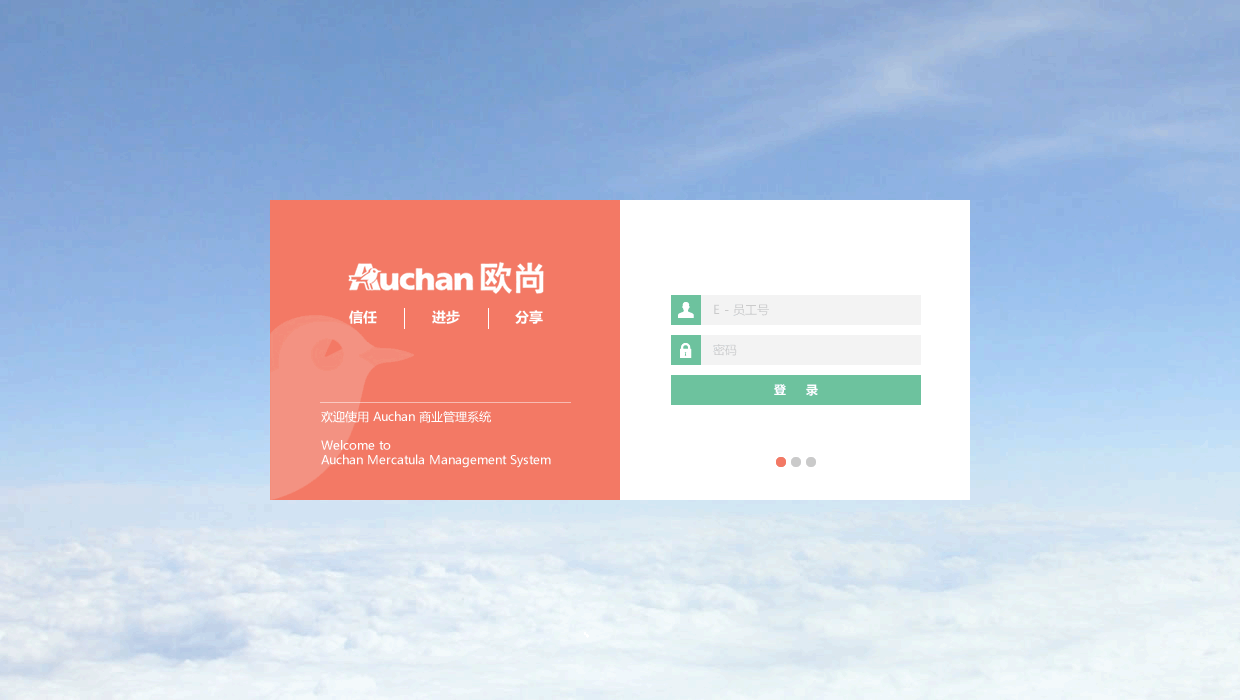 Auchan 欧尚
信任 进步 分享
欢迎使用 Auchan 商业管理系统
Welcome to
Auchan Mercatula Management System
E - 员工号
密码
登 录